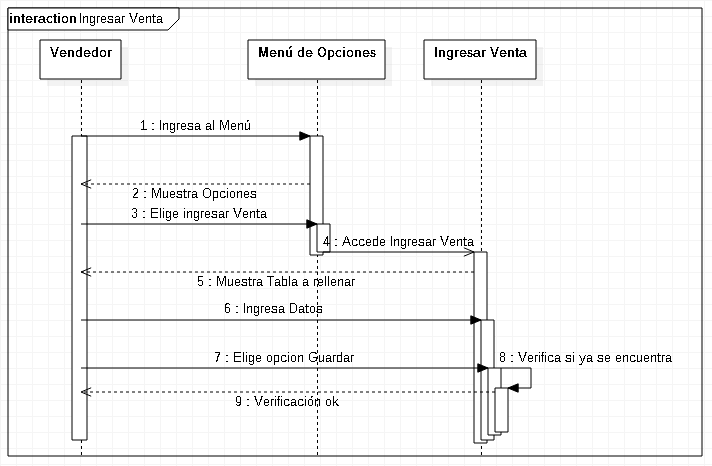 interaction Ingresar Venta
Vendedor
Menú de Opciones
Ingresar Venta
1 : Ingresa al Menú
2 : Muestra Opciones
3 : Elige ingresar Venta
4 : Accede Ingresar Venta
5 : Muestra Tabla a rellenar
6 : Ingresa Datos
7 : Elige opcion Guardar
8 : Verifica si ya se encuentra
9 : Verificación ok